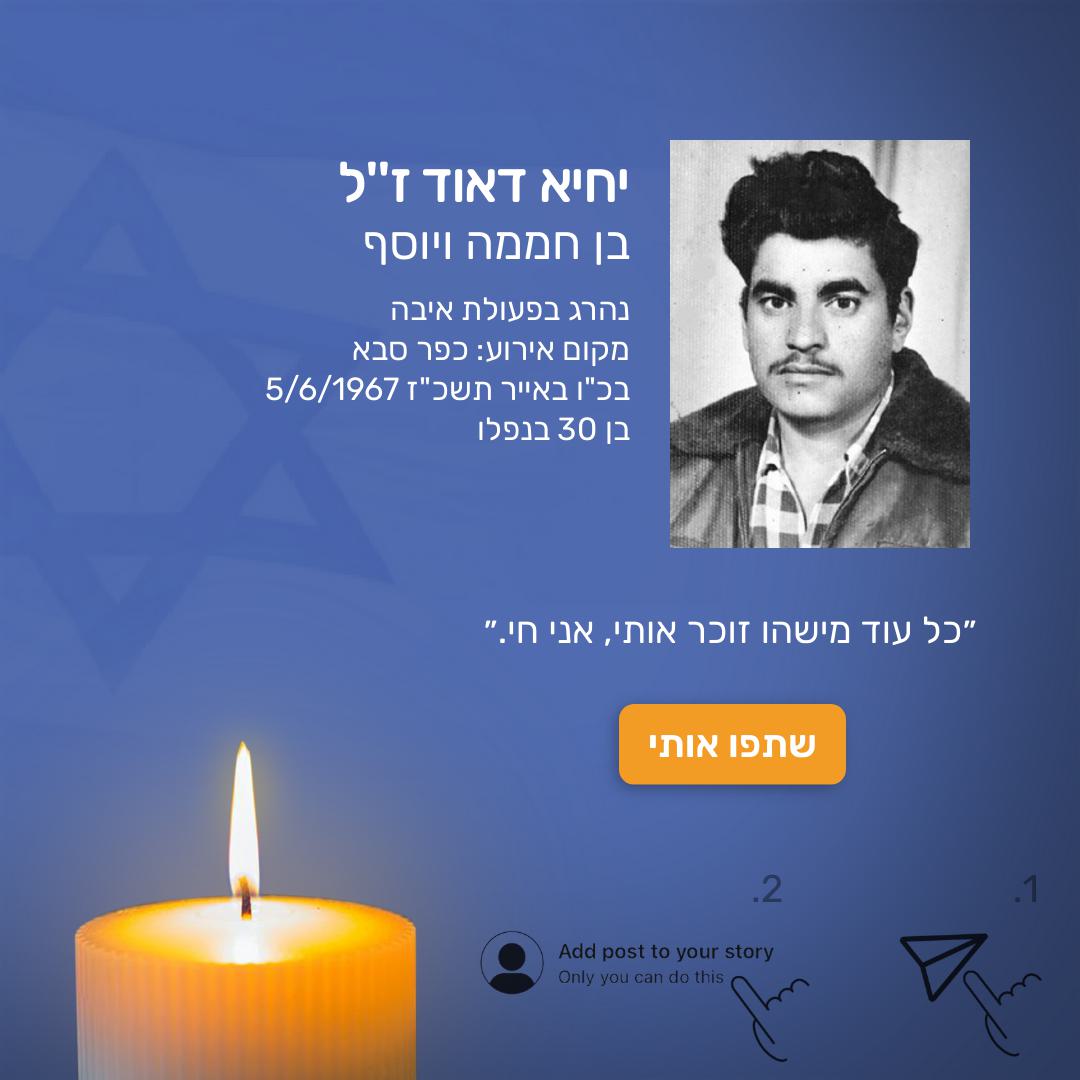 יחיא דאוד ז"ל
בן חממה ויוסף
נהרג בפעולת איבה
מקום אירוע: כפר סבא
בכ"ו באייר תשכ"ז 5/6/1967
בן 30 בנפלו
״כל עוד מישהו זוכר אותי, אני חי.״
שתפו אותי
1.
2.
Add post to your story
Only you can do this